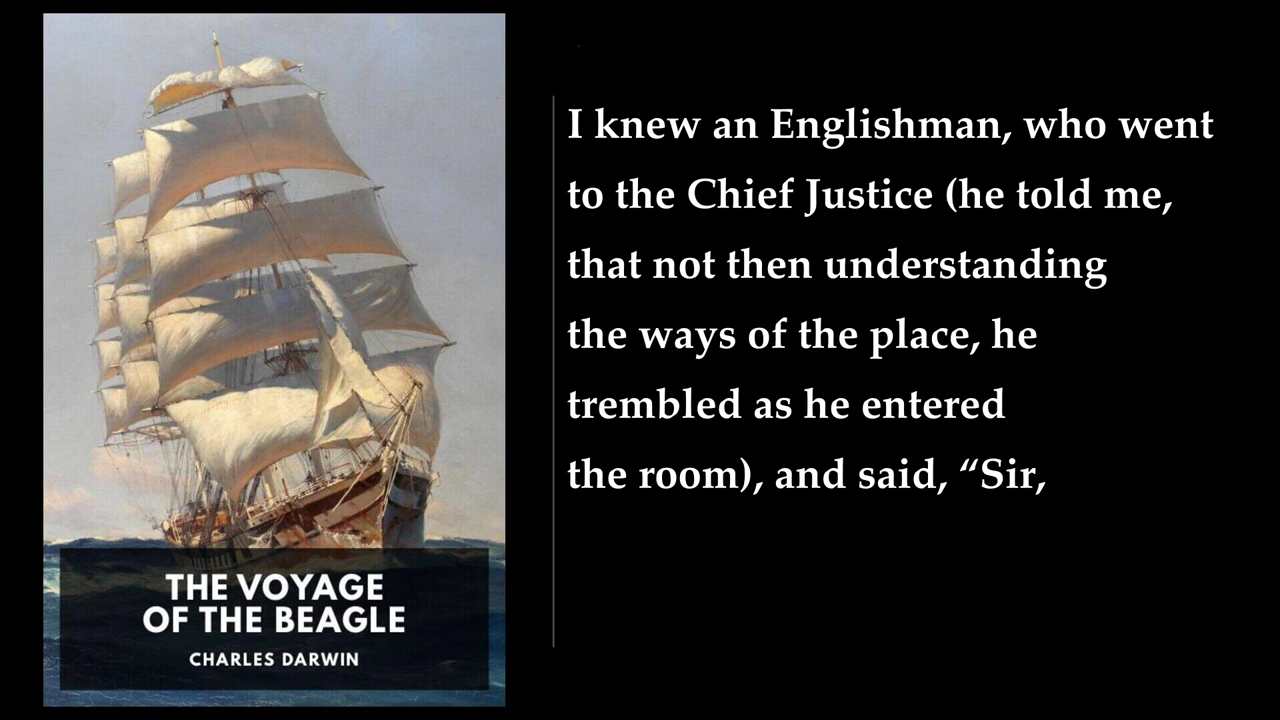 THE VOYAGE
OF THE BEAGLE
CHARLES DARWIN
I knew an Englishman, who went
to the Chief Justice (he told me,
that not then understanding
the ways of the place, he
trembled as he entered
the room), and said, “Sir,